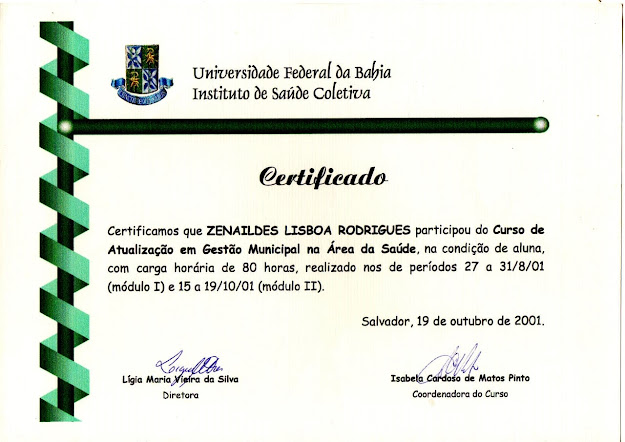 Universidade Federal da Bahia
Instituto de Saúde Coletiva
Certificado
Certificamos que ZENAILDES LISBOA RODRIGUES participou do Curso de
Atualização em Gestão Municipal na Área da Saúde, na condição de aluna,
com carga horária de 80 horas, realizado nos de períodos 27 a 31/8/01
(módulo I) e 15 a 19/10/01 (módulo II).
Salvador, 19 de outubro de 2001.
Lígia Maria Vieira da Silva
Diretora
Isabela Cardoso de Matos Pinto
Coordenadora do Curso